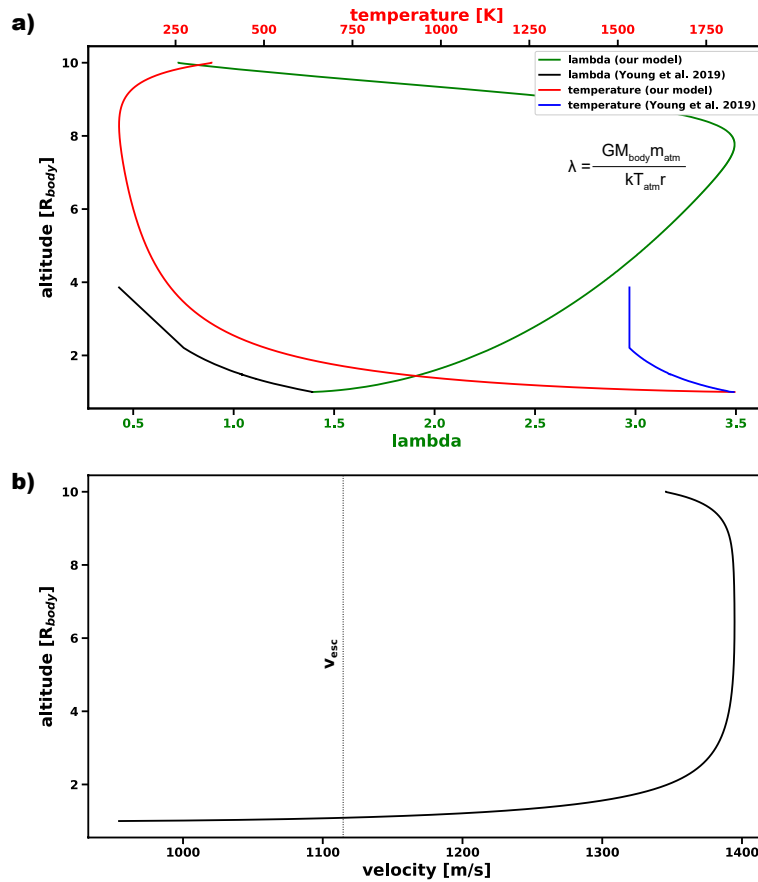 a)
temperature [K]
250 500 750 1000 1250 1500 1750
lambda (our model)
lambda (Young et al. 2019)
temperature (our model)
temperature (Young et al. 2019)
10
8
6
4
2
altitude [R_body]
λ = GM_body m_atm / kT_atm r
0.5 1.0 1.5 2.0 2.5 3.0 3.5
lambda
b)
10
8
6
4
2
altitude [R_body]
v_esc
1000 1100 1200 1300 1400
velocity [m/s]